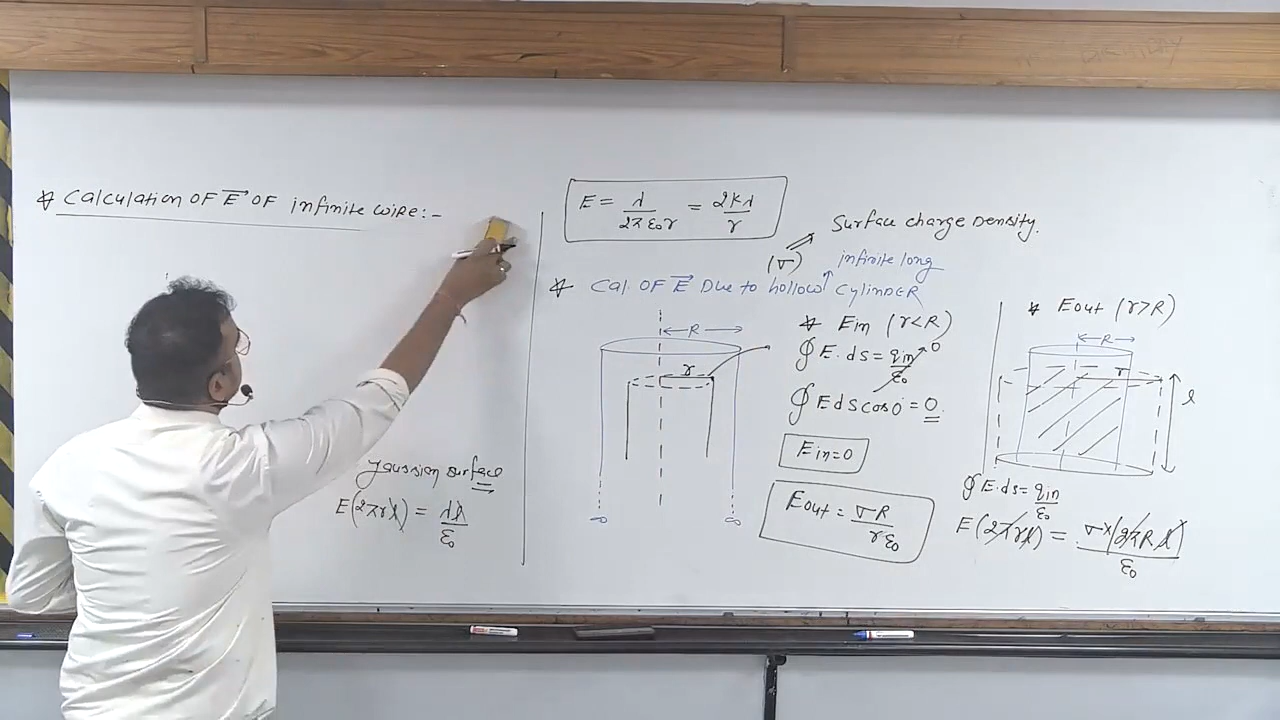 * Calculation OF E⃗ OF infinite wire:-
gaussion surface
E(2πrl) = λl/ε₀
E = λ/2πε₀r = 2kλ/r
(σ) ⇒ Surface charge Density.
infinite long
* Cal. OF E⃗ Due to hollow CYLINDER
R
r
∞ ∞
* Ein (r<R)
∮E.ds = qin/ε₀ → 0
∮Edscos0 = 0.
Ein=0
Eout = σR/rε₀
* Eout (r>R)
R
r
l
∮E.ds = qin/ε₀
E(2πrl) = σ×(2πRl)/ε₀